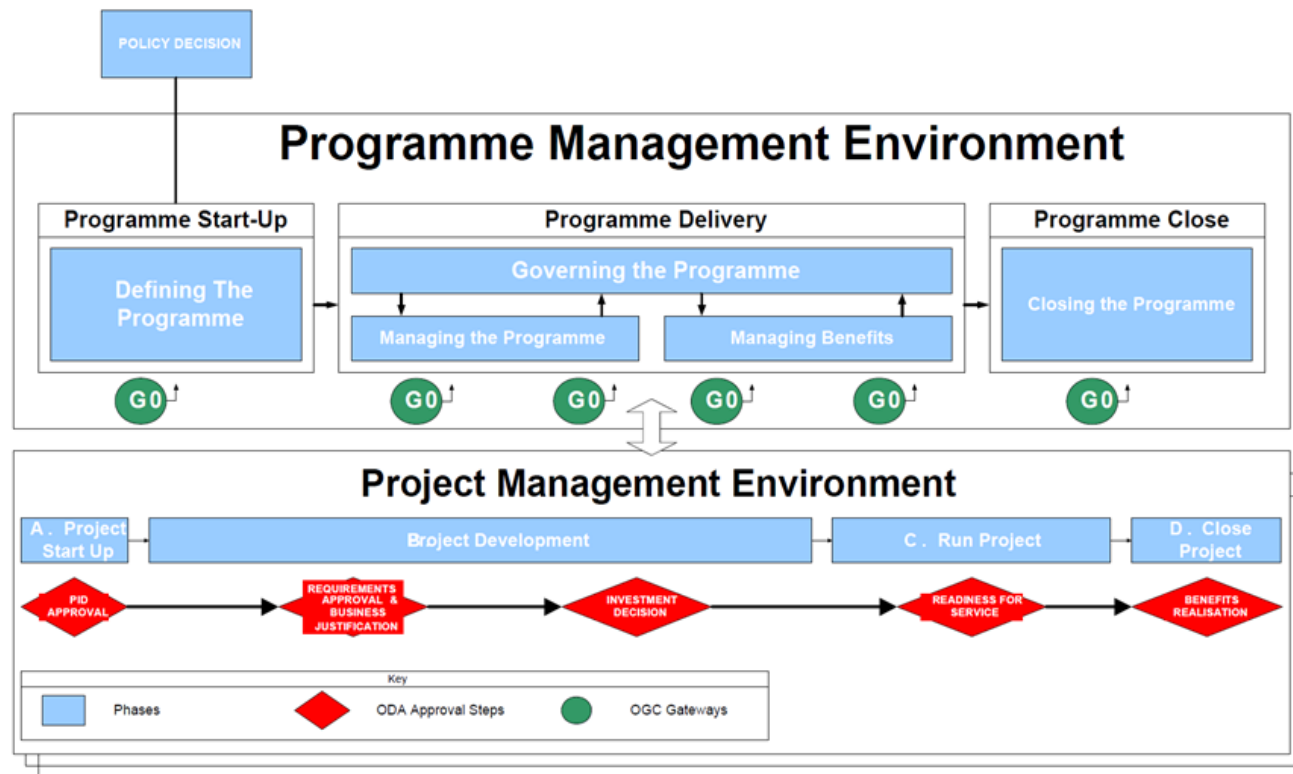 POLICY DECISION
Programme Management Environment
Programme Start-Up
Programme Delivery
Programme Close
Defining The
Programme
Governing the Programme
Managing the Programme
Managing Benefits
Closing the Programme
G0
G0
G0
G0
G0
G0
Project Management Environment
A . Project
Start Up
Project Development
C . Run Project
D . Close
Project
PID
APPROVAL
REQUIREMENTS
APPROVAL &
BUSINESS
JUSTIFICATION
INVESTMENT
DECISION
READINESS FOR
SERVICE
BENEFITS
REALISATION
Key
Phases
ODA Approval Steps
OGC Gateways